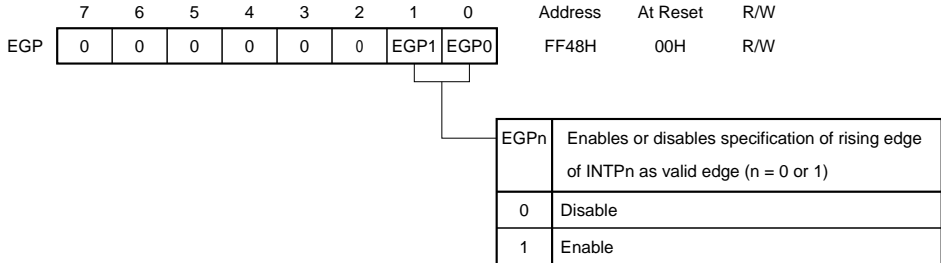 7 6 5 4 3 2 1 0 Address At Reset R/W
EGP 0 0 0 0 0 0 EGP1 EGP0 FF48H 00H R/W
EGPn Enables or disables specification of rising edge
of INTPn as valid edge (n = 0 or 1)
0 Disable
1 Enable